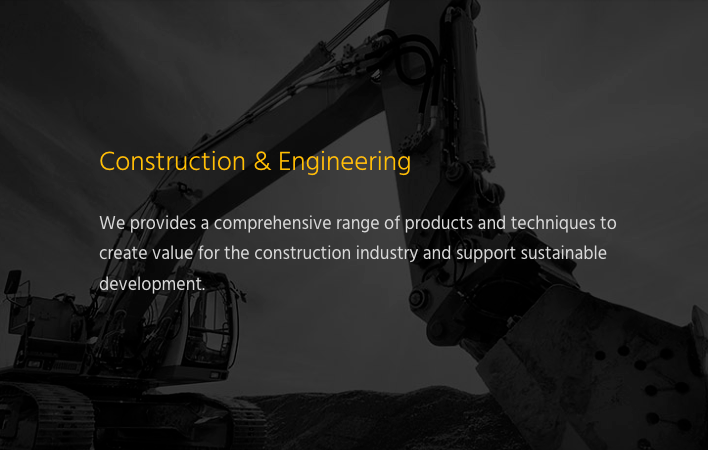 Construction & Engineering
We provides a comprehensive range of products and techniques to
create value for the construction industry and support sustainable
development.